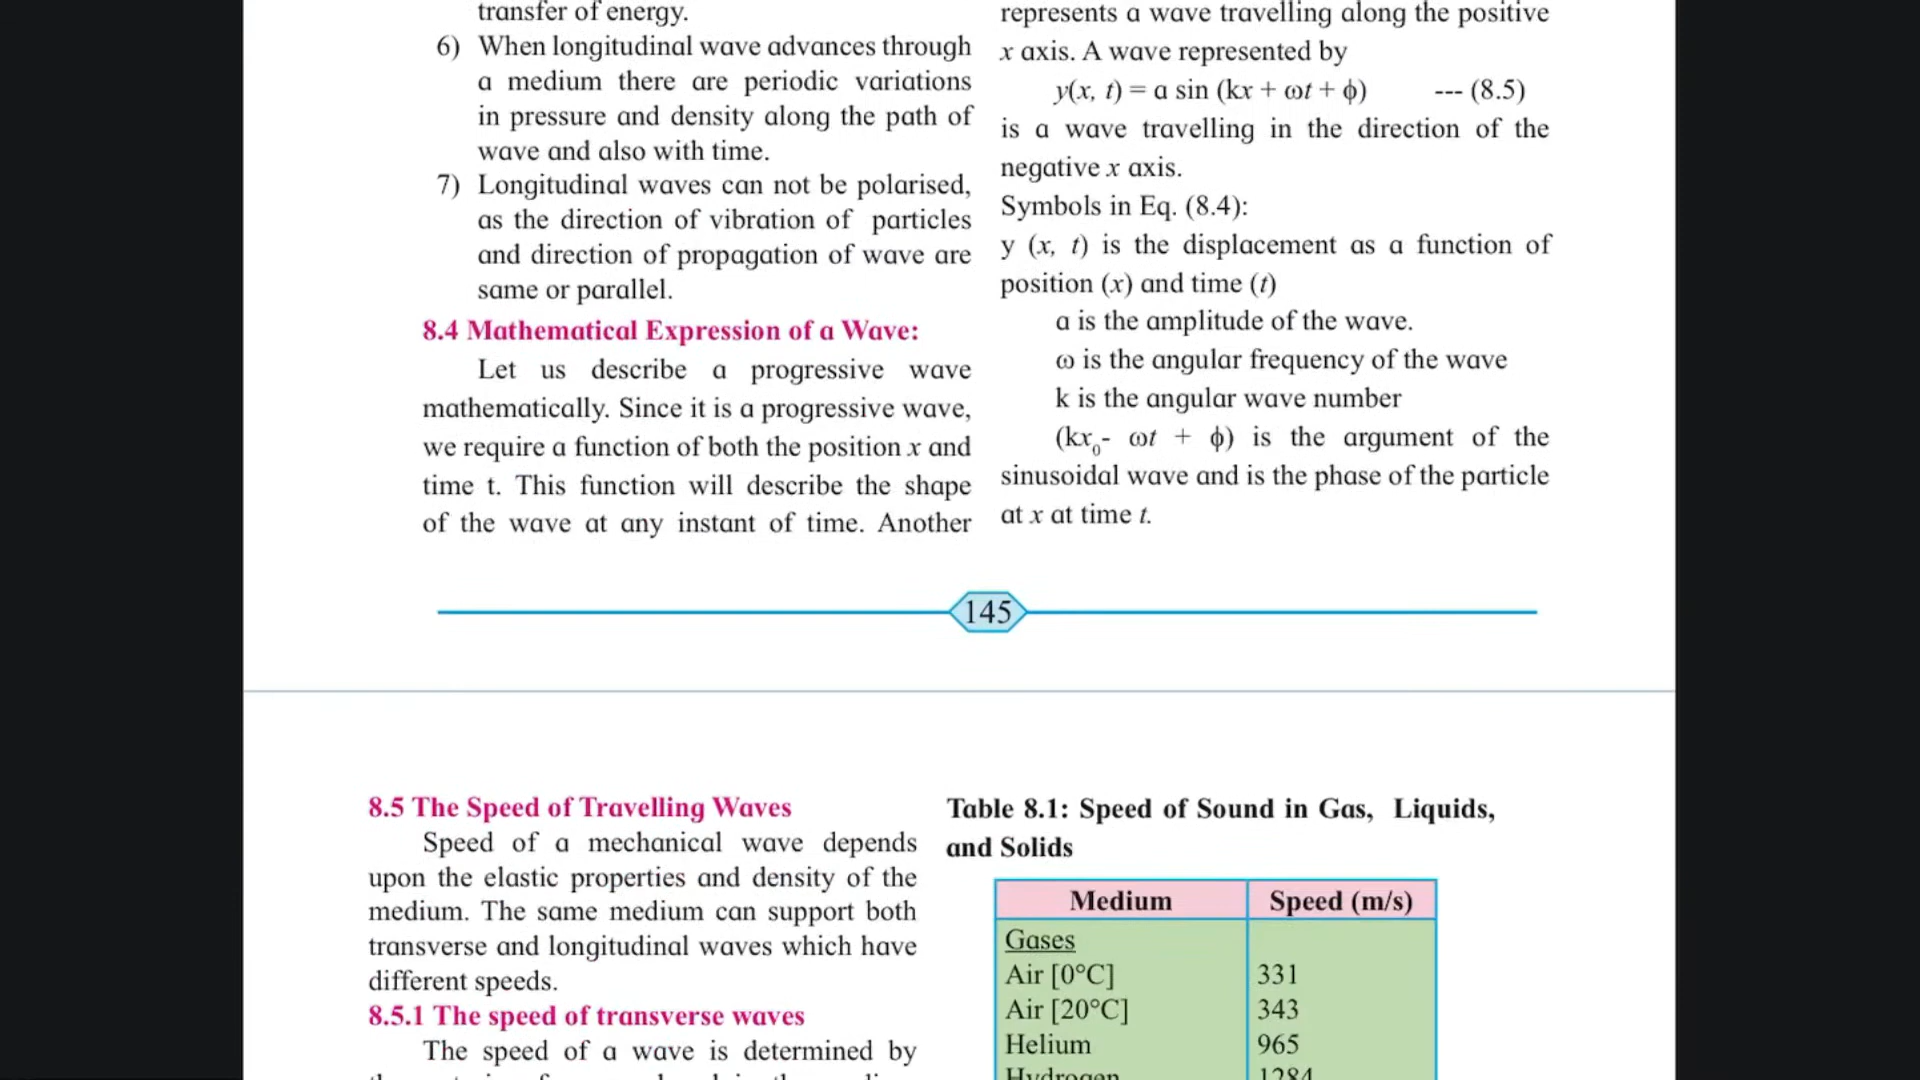 transfer of energy.
6) When longitudinal wave advances through
a medium there are periodic variations
in pressure and density along the path of
wave and also with time.
7) Longitudinal waves can not be polarised,
as the direction of vibration of particles
and direction of propagation of wave are
same or parallel.
8.4 Mathematical Expression of a Wave:
Let us describe a progressive wave
mathematically. Since it is a progressive wave,
we require a function of both the position x and
time t. This function will describe the shape
of the wave at any instant of time. Another
represents a wave travelling along the positive
x axis. A wave represented by
y(x, t) = a sin (kx + ωt + ϕ) --- (8.5)
is a wave travelling in the direction of the
negative x axis.
Symbols in Eq. (8.4):
y (x, t) is the displacement as a function of
position (x) and time (t)
a is the amplitude of the wave.
ω is the angular frequency of the wave
k is the angular wave number
(kx₀- ωt + ϕ) is the argument of the
sinusoidal wave and is the phase of the particle
at x at time t.
145
8.5 The Speed of Travelling Waves
Speed of a mechanical wave depends
upon the elastic properties and density of the
medium. The same medium can support both
transverse and longitudinal waves which have
different speeds.
8.5.1 The speed of transverse waves
The speed of a wave is determined by
Table 8.1: Speed of Sound in Gas, Liquids,
and Solids
Medium Speed (m/s)
Gases
Air [0°C] 331
Air [20°C] 343
Helium 965
Hydrogen 1284